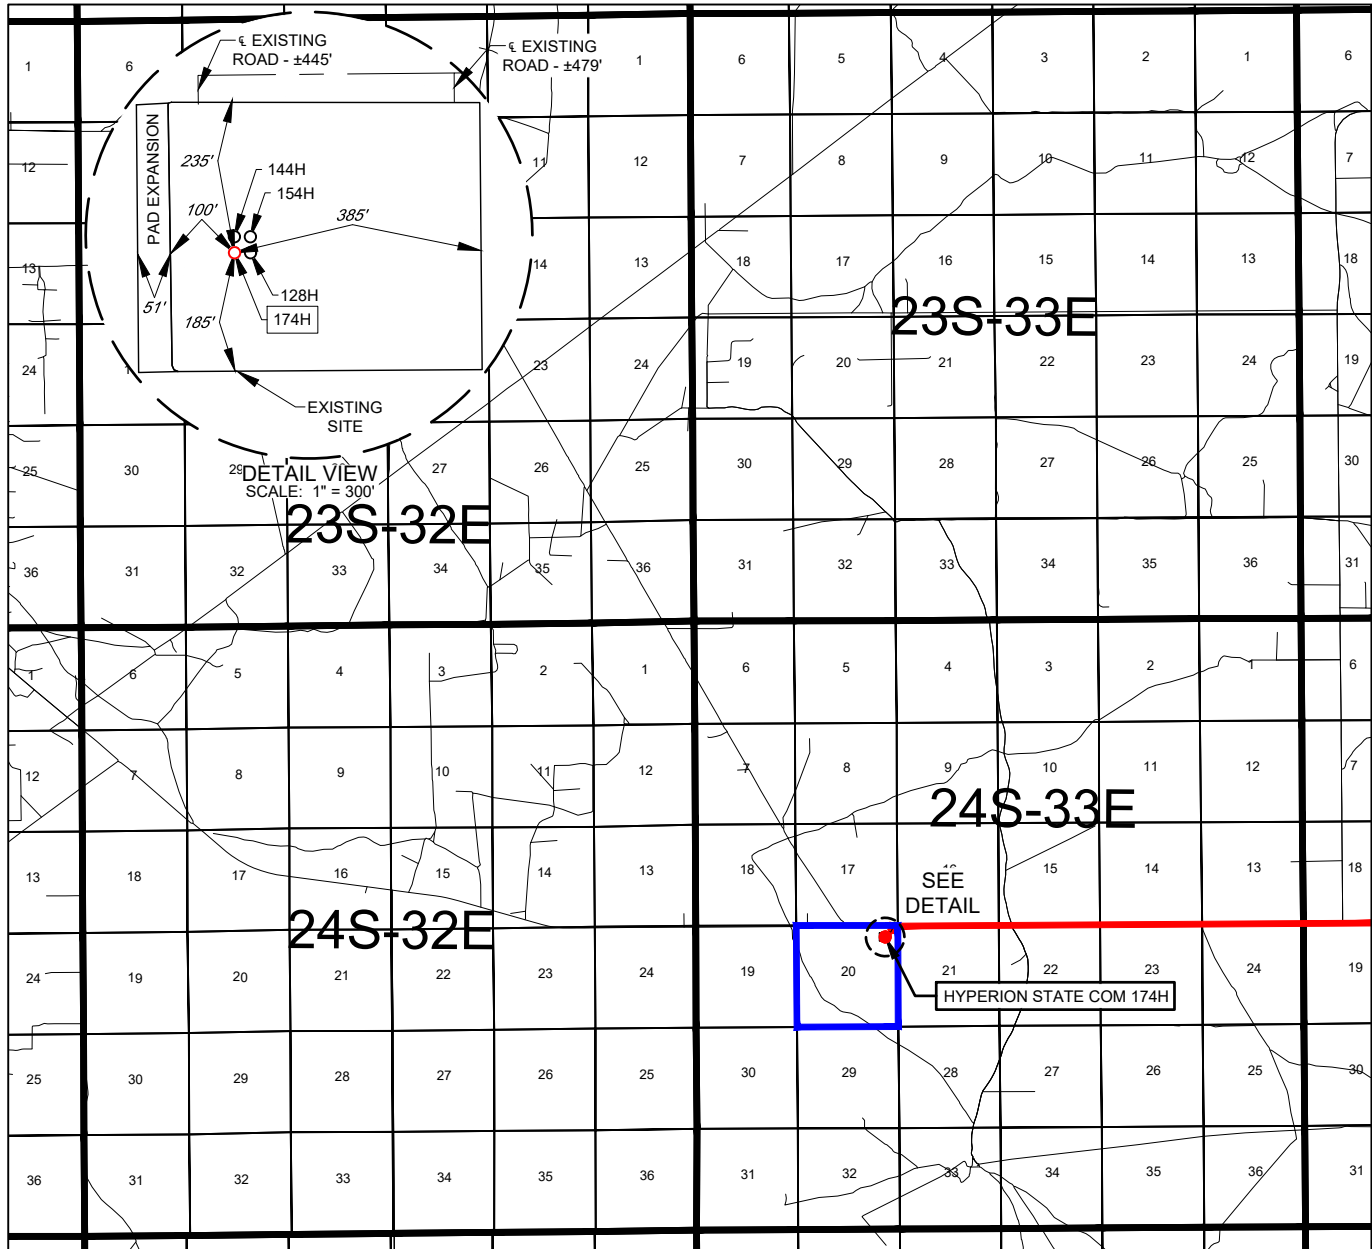 ℄ EXISTING
ROAD - ±445'
℄ EXISTING
ROAD - ±479'
1 6 1 6 5 4 3 2 1 6
PAD EXPANSION
235'
144H
154H
100'
385'
51'
185'
128H
174H
EXISTING
SITE
12 11 12 7 8 9 10 11 12 7
13 14 13 18 17 16 15 14 13 18
23S-33E
24 23 24 19 20 21 22 23 24 19
25 30 29 27 26 25 30 29 28 27 26 25 30
DETAIL VIEW
SCALE: 1" = 300'
23S-32E
36 31 32 33 34 35 36 31 32 33 34 35 36 31
1 6 5 4 3 2 1 6 5 4 3 2 1 6
12 7 8 9 10 11 12 7 8 9 10 11 12 7
24S-33E
13 18 17 16 15 14 13 18 17 15 14 13 18
SEE
DETAIL
24S-32E
24 19 20 21 22 23 24 19 20 21 22 23 24 19
HYPERION STATE COM 174H
25 30 29 28 27 26 25 30 29 28 27 26 25 30
36 31 32 33 34 35 36 31 32 33 34 35 36 31